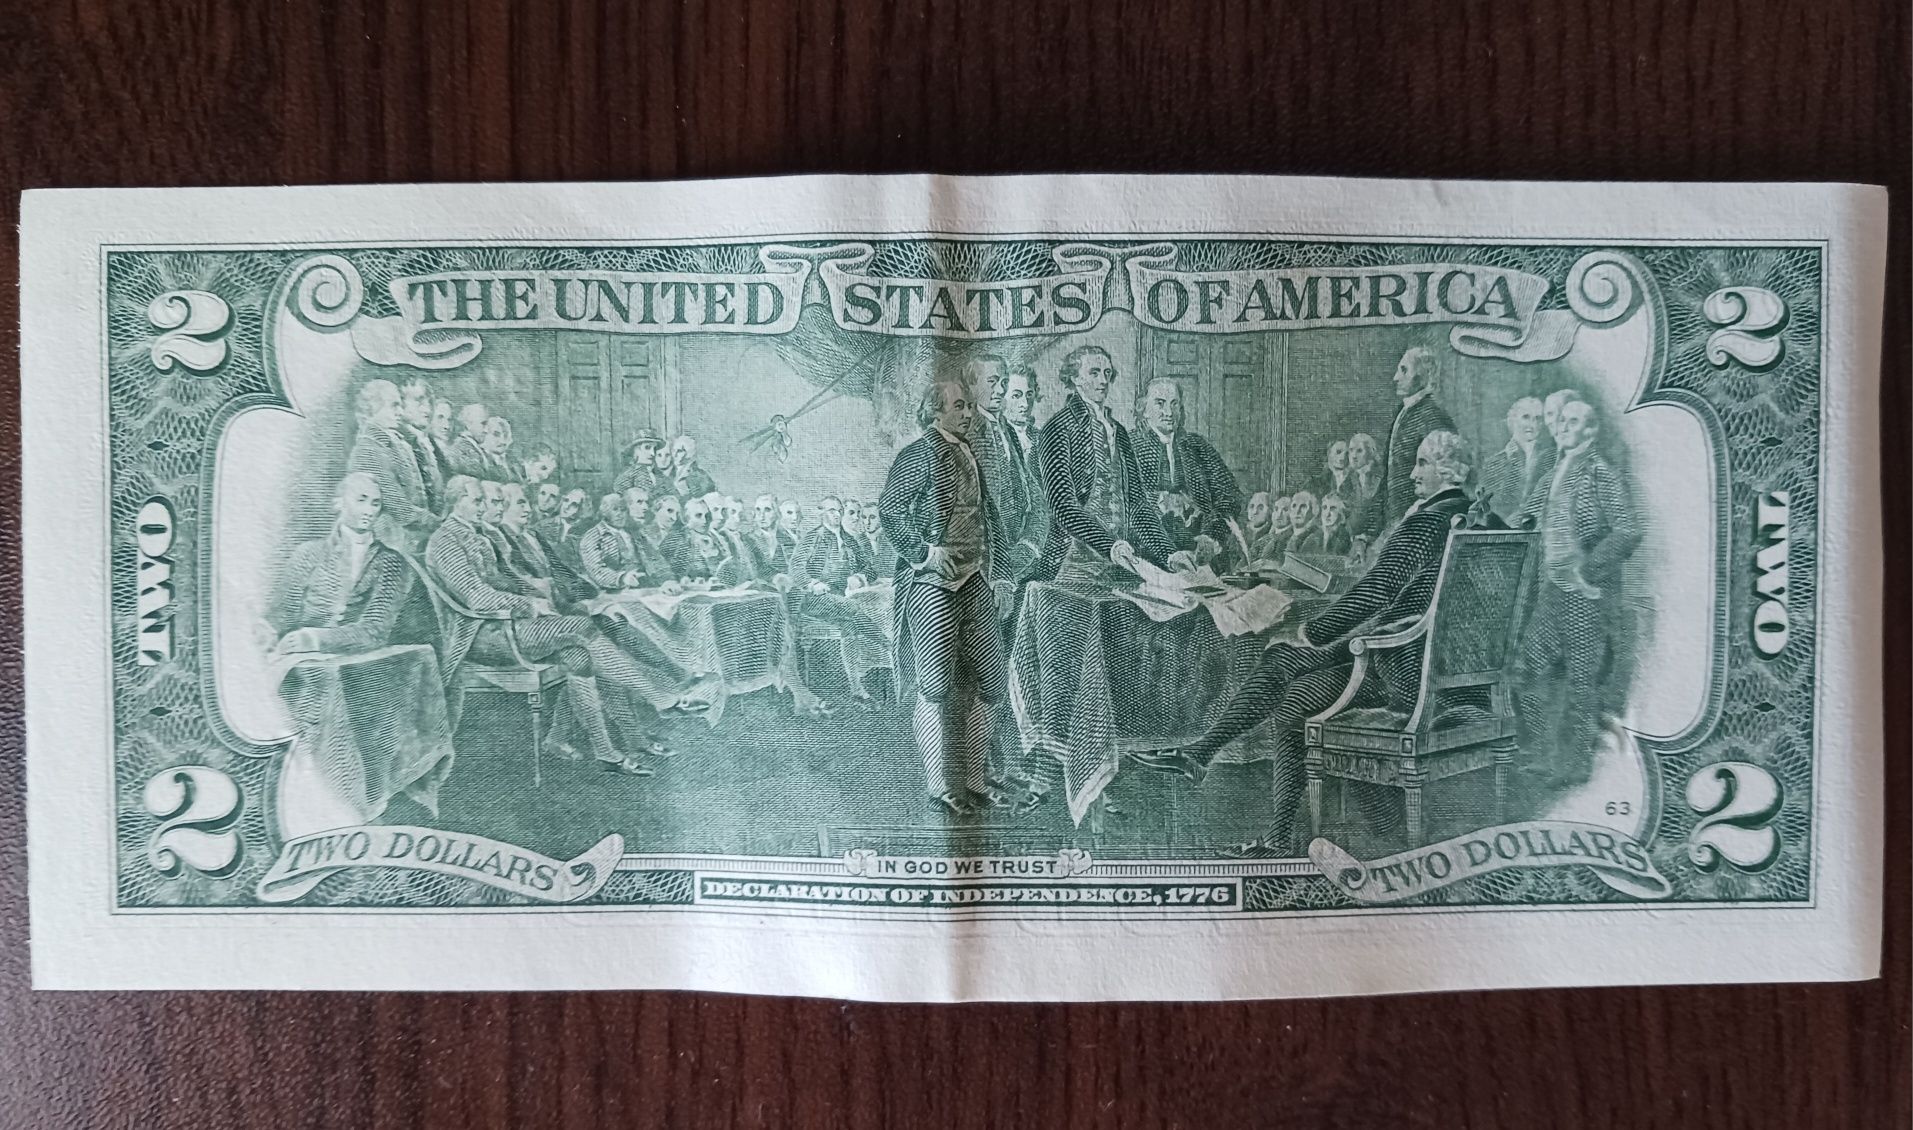 THE UNITED STATES OF AMERICA
2
2
TWO
TWO
2
2
63
TWO DOLLARS
TWO DOLLARS
IN GOD WE TRUST
DECLARATION OF INDEPENDENCE, 1776